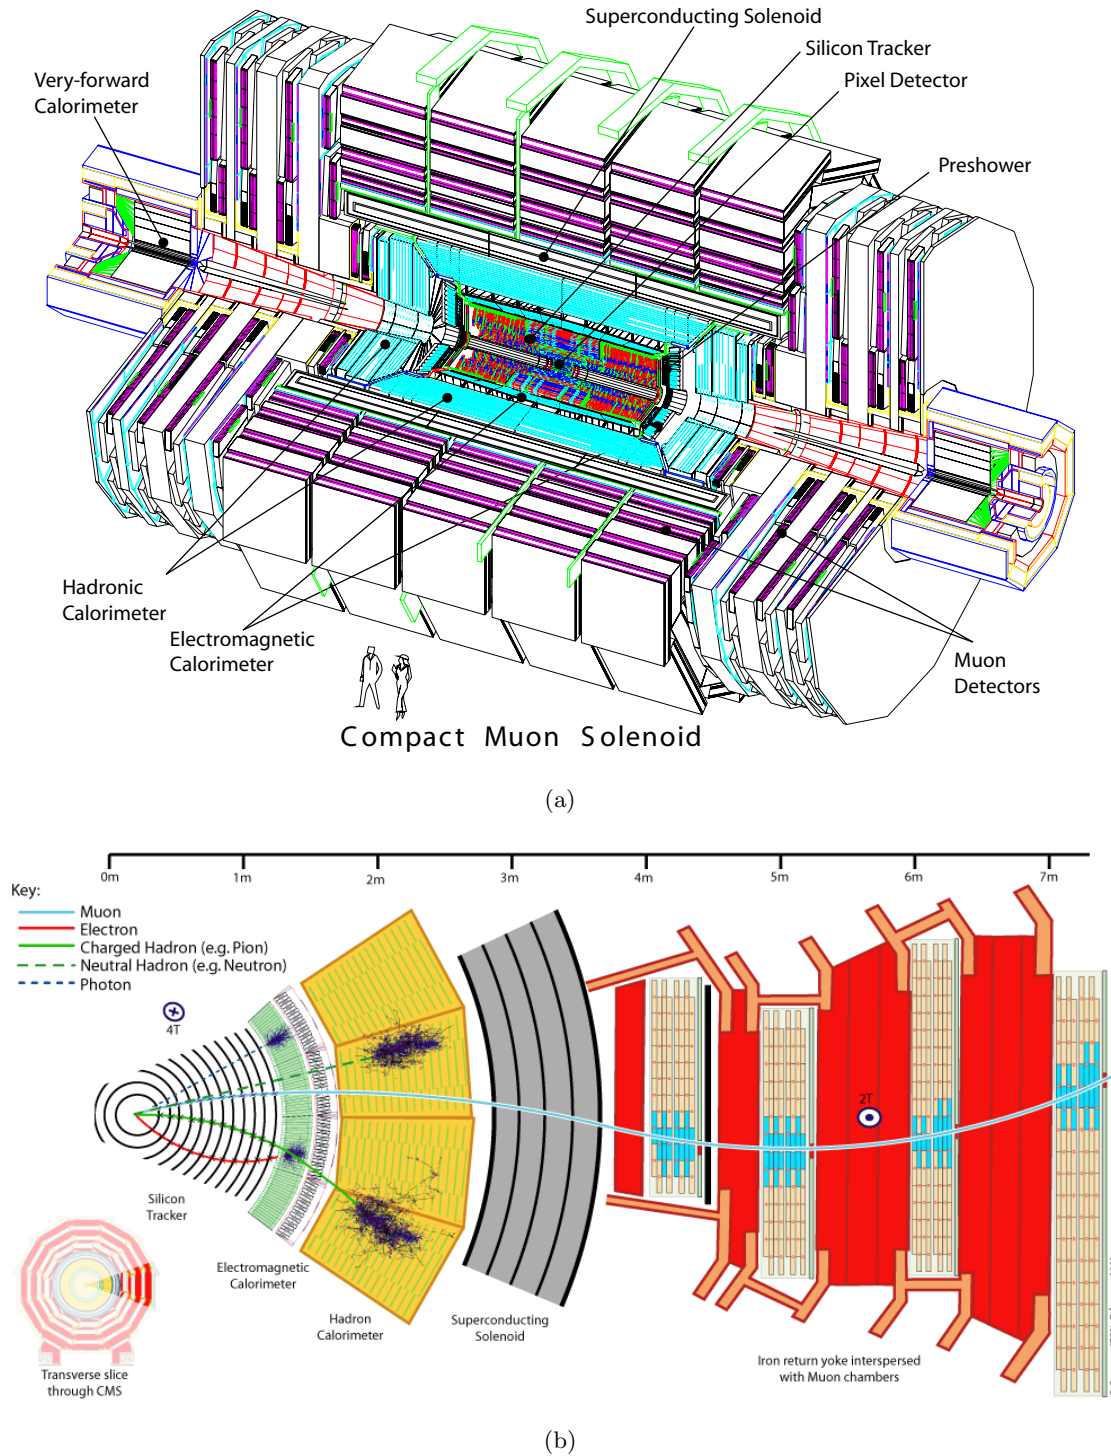 Superconducting Solenoid
Silicon Tracker
Pixel Detector
Very-forward
Calorimeter
Preshower
Hadronic
Calorimeter
Electromagnetic
Calorimeter
Muon
Detectors
Compact Muon Solenoid
(a)
0m 1m 2m 3m 4m 5m 6m 7m
Key:
Muon
Electron
Charged Hadron (e.g. Pion)
Neutral Hadron (e.g. Neutron)
Photon
4T
2T
Silicon
Tracker
Electromagnetic
Calorimeter
Hadron
Calorimeter
Superconducting
Solenoid
Iron return yoke interspersed
with Muon chambers
Transverse slice
through CMS
(b)